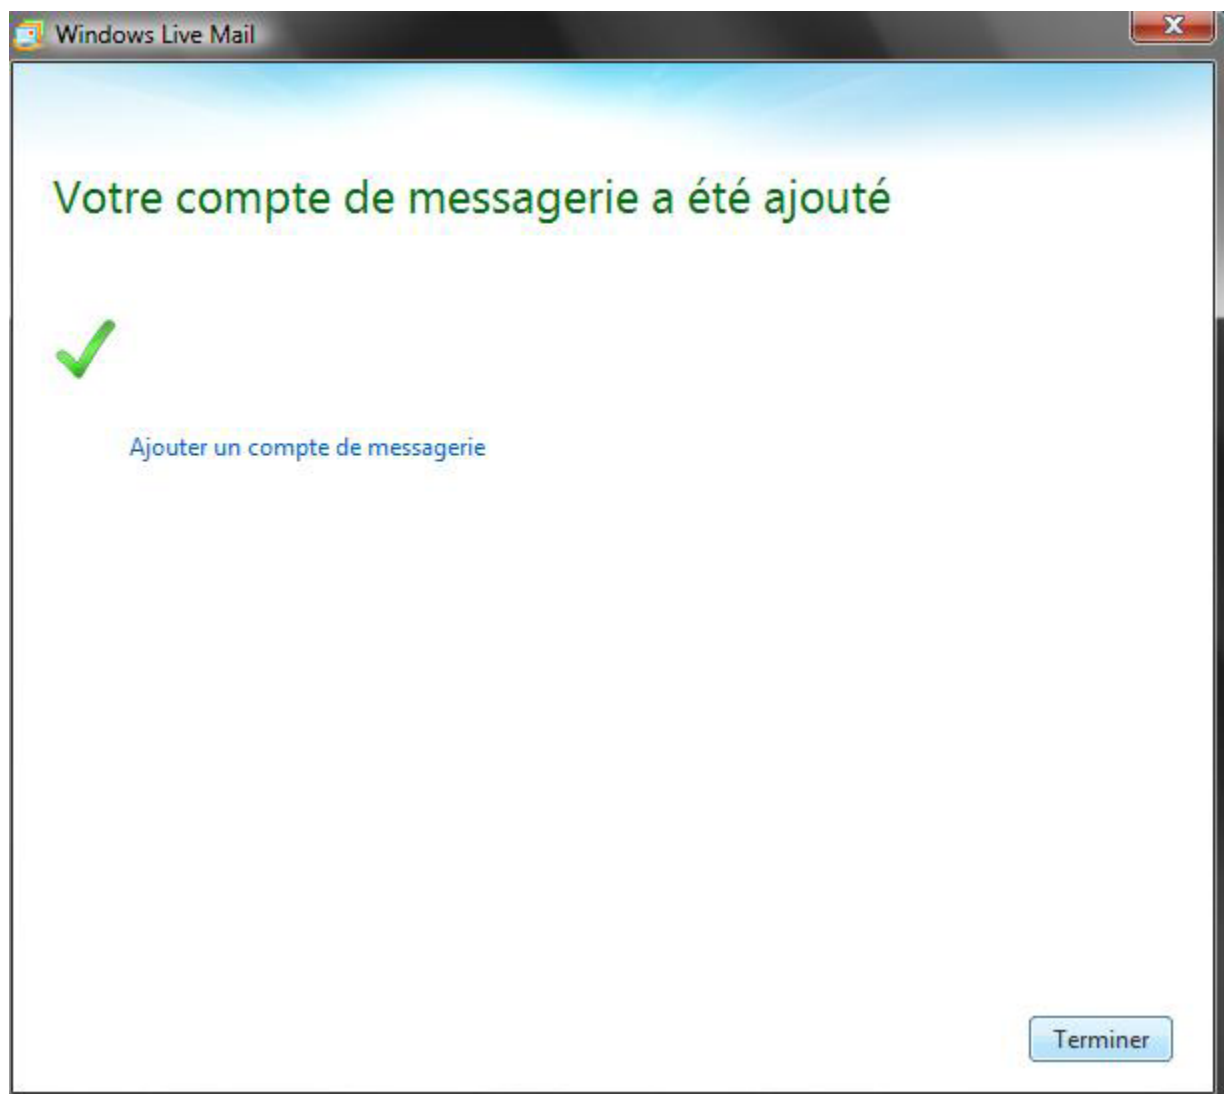 Windows Live Mail
Votre compte de messagerie a été ajouté
Ajouter un compte de messagerie
Terminer